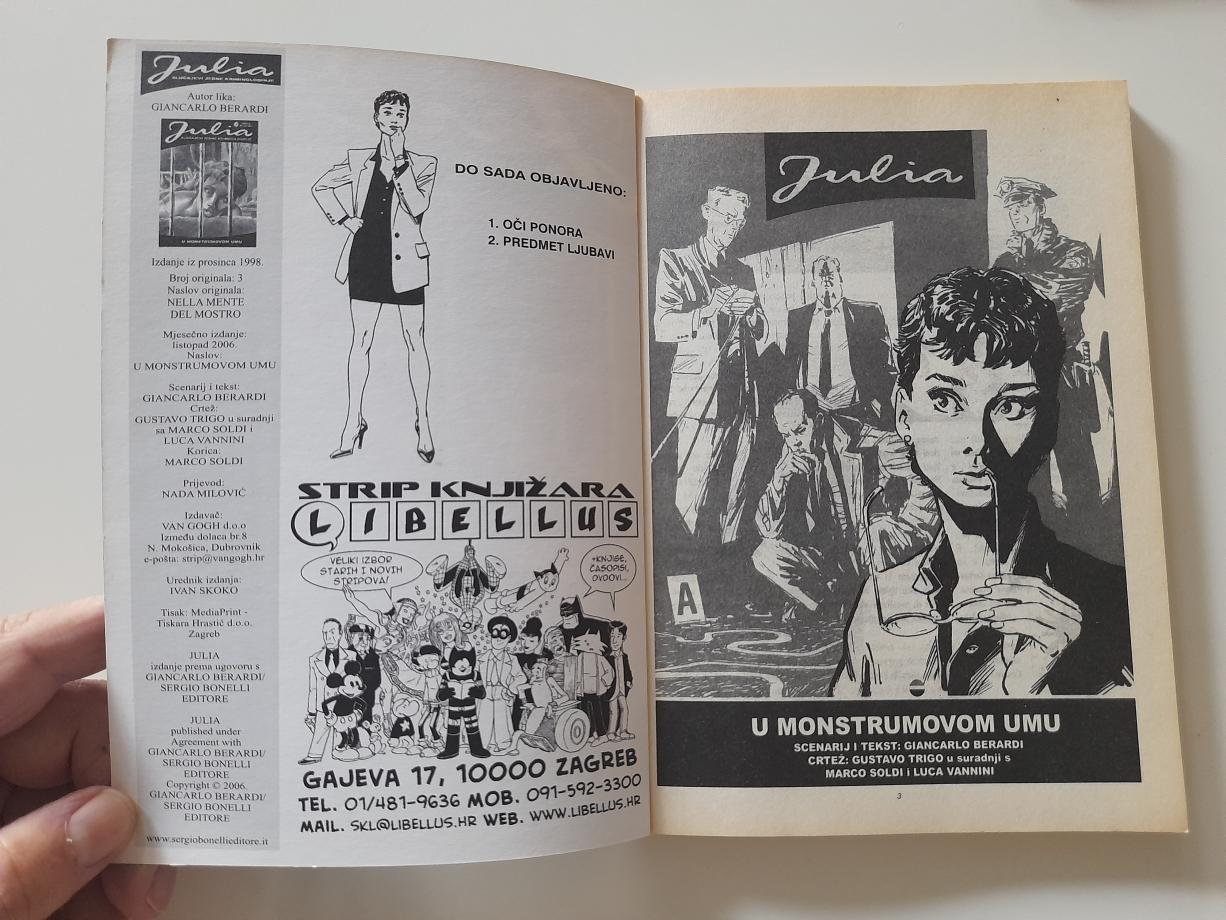 Julia
SLUČAJEVI JEDNE KRIMINOLOGINJE
Autor lika:
GIANCARLO BERARDI
Julia
U MONSTRUMOVOM UMU
Izdanje iz prosinca 1998.
Broj originala: 3
Naslov originala:
NELLA MENTE
DEL MOSTRO
Mjesečno izdanje:
listopad 2006.
Naslov:
U MONSTRUMOVOM UMU
Scenarij i tekst:
GIANCARLO BERARDI
Crtež:
GUSTAVO TRIGO u suradnji
sa MARCO SOLDI i
LUCA VANNINI
Korica:
MARCO SOLDI
Prijevod:
NADA MILOVIĆ
Izdavač:
VAN GOGH d.o.o
Između dolaca br.8
N. Mokošica, Dubrovnik
e-pošta: strip@vangogh.hr
Urednik izdanja:
IVAN SKOKO
Tisak: MediaPrint -
Tiskara Hrastić d.o.o.
Zagreb
JULIA
izdanje prema ugovoru s
GIANCARLO BERARDI/
SERGIO BONELLI
EDITORE
JULIA
published under
Agreement with
GIANCARLO BERARDI/
SERGIO BONELLI
EDITORE
Copyright © 2006.
GIANCARLO BERARDI/
SERGIO BONELLI
EDITORE
www.sergiobonellieditore.it
DO SADA OBJAVLJENO:
1. OČI PONORA
2. PREDMET LJUBAVI
STRIP KNJIŽARA
LIBELLUS
VELIKI IZBOR
STARIH I NOVIH
STRIPOVA!
+KNJIGE,
ČASOPISI,
DVDOVI...
GAJEVA 17, 10000 ZAGREB
TEL. 01/481-9636 MOB. 091-592-3300
MAIL. SKL@LIBELLUS.HR WEB. WWW.LIBELLUS.HR
Julia
A
U MONSTRUMOVOM UMU
SCENARIJ I TEKST: GIANCARLO BERARDI
CRTEŽ: GUSTAVO TRIGO u suradnji s
MARCO SOLDI i LUCA VANNINI
3